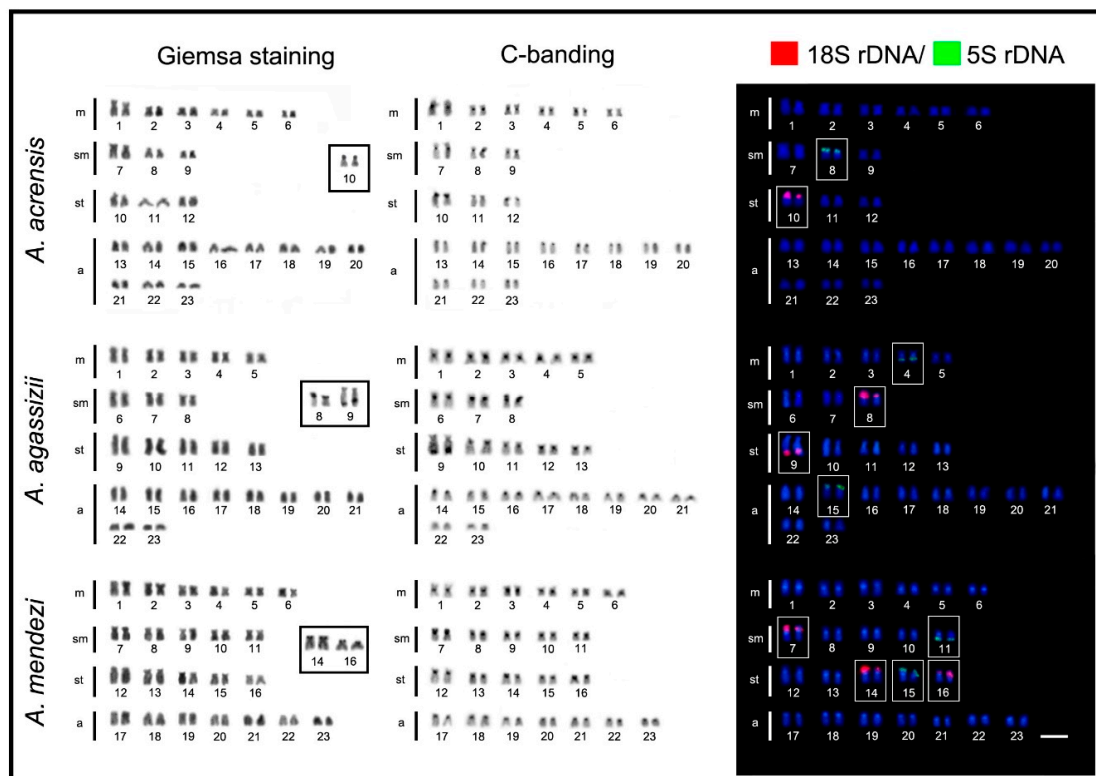 Giemsa staining
C-banding
18S rDNA/ 5S rDNA
A. acrensis
m
1 2 3 4 5 6
sm
7 8 9
10
st
10 11 12
a
13 14 15 16 17 18 19 20
21 22 23
m
1 2 3 4 5 6
sm
7 8 9
st
10 11 12
a
13 14 15 16 17 18 19 20
21 22 23
m
1 2 3 4 5 6
sm
7 8 9
st
10 11 12
a
13 14 15 16 17 18 19 20
21 22 23
A. agassizii
m
1 2 3 4 5
sm
6 7 8
8 9
st
9 10 11 12 13
a
14 15 16 17 18 19 20 21
22 23
m
1 2 3 4 5
sm
6 7 8
st
9 10 11 12 13
a
14 15 16 17 18 19 20 21
22 23
m
1 2 3 4 5
sm
6 7 8
st
9 10 11 12 13
a
14 15 16 17 18 19 20 21
22 23
A. mendezi
m
1 2 3 4 5 6
sm
7 8 9 10 11
14 16
st
12 13 14 15 16
a
17 18 19 20 21 22 23
m
1 2 3 4 5 6
sm
7 8 9 10 11
st
12 13 14 15 16
a
17 18 19 20 21 22 23
m
1 2 3 4 5 6
sm
7 8 9 10 11
st
12 13 14 15 16
a
17 18 19 20 21 22 23